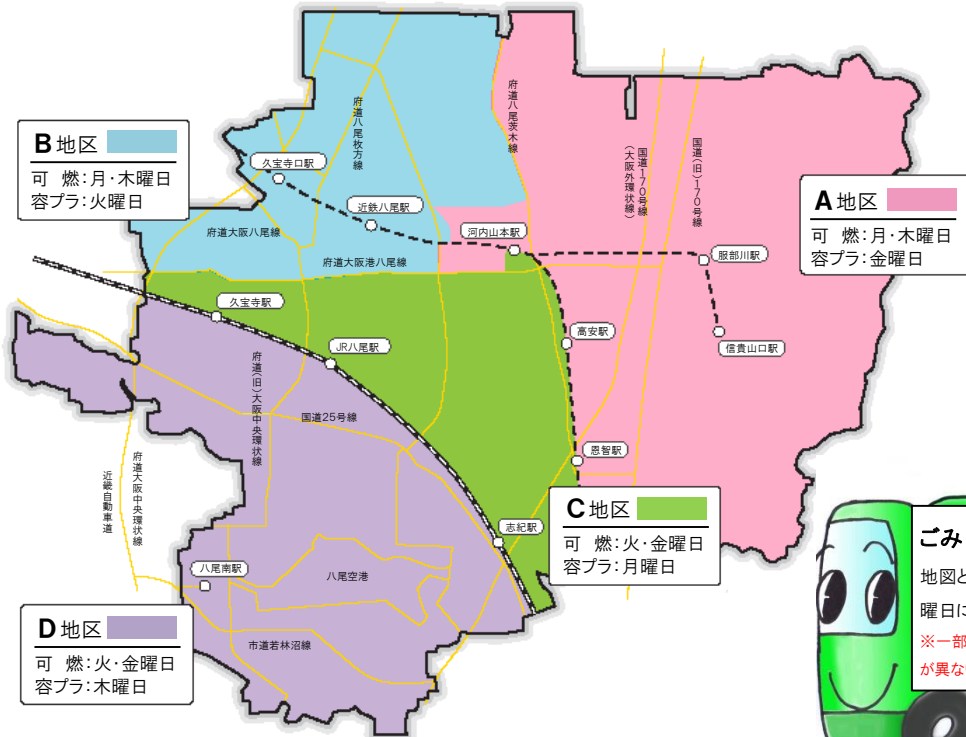 B地区
可 燃:月・木曜日
容プラ:火曜日
A地区
可 燃:月・木曜日
容プラ:金曜日
C地区
可 燃:火・金曜日
容プラ:月曜日
D地区
可 燃:火・金曜日
容プラ:木曜日
府道八尾枚方線
府道八尾茨木線
国道170号線
(大阪外環状線)
国道(旧)170号線
久宝寺口駅
近鉄八尾駅
河内山本駅
服部川駅
府道大阪八尾線
府道大阪港八尾線
久宝寺駅
JR八尾駅
高安駅
信貴山口駅
府道(旧)大阪中央環状線
国道25号線
恩智駅
府道大阪中央環状線
近畿自動車道
志紀駅
八尾南駅
八尾空港
市道若林沼線
ごみ
地図と
曜日に
※一部
が異な